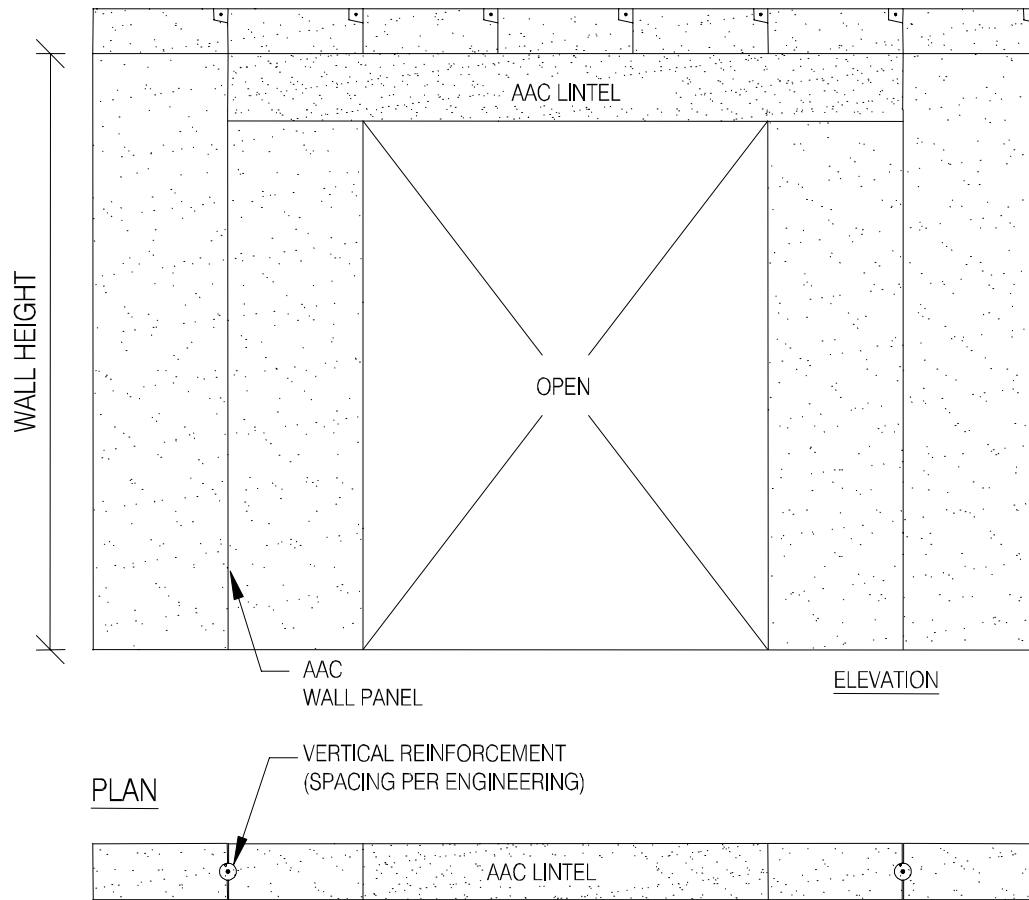 AAC LINTEL
WALL HEIGHT
OPEN
AAC
WALL PANEL
ELEVATION
VERTICAL REINFORCEMENT
(SPACING PER ENGINEERING)
PLAN
AAC LINTEL